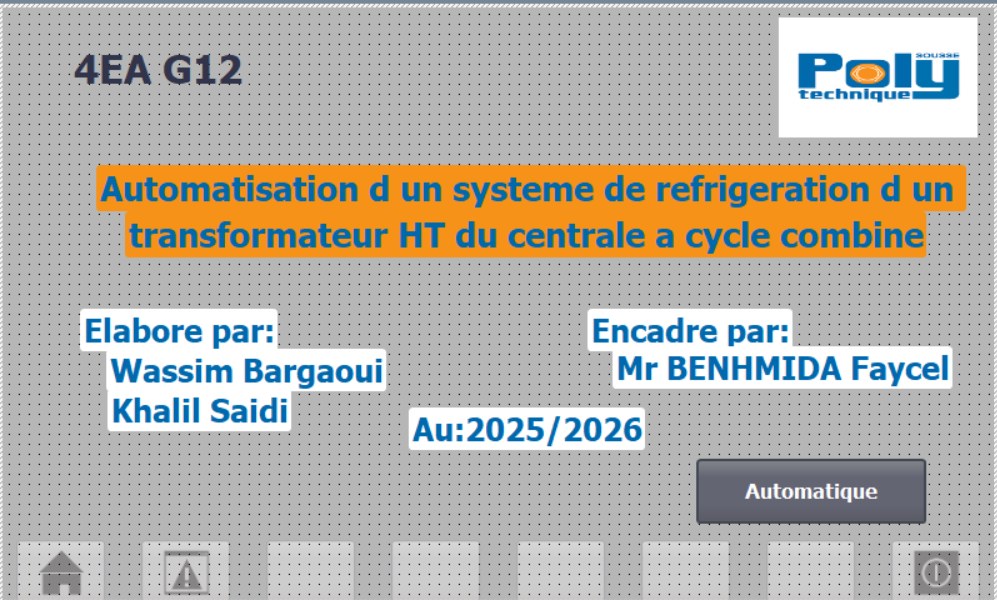 4EA G12
SOUSSE
Poly
technique
Automatisation d un systeme de refrigeration d un
transformateur HT du centrale a cycle combine
Elabore par:
Wassim Bargaoui
Khalil Saidi
Encadre par:
Mr BENHMIDA Faycel
Au:2025/2026
Automatique